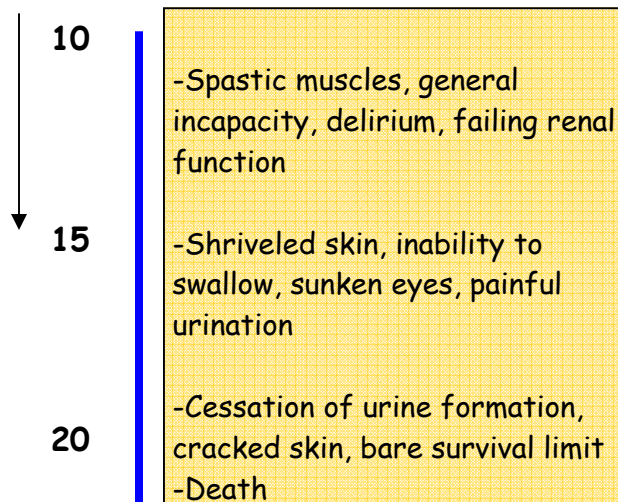 10
-Spastic muscles, general
incapacity, delirium, failing renal
function
15
-Shriveled skin, inability to
swallow, sunken eyes, painful
urination
-Cessation of urine formation,
20
cracked skin, bare survival limit
-Death